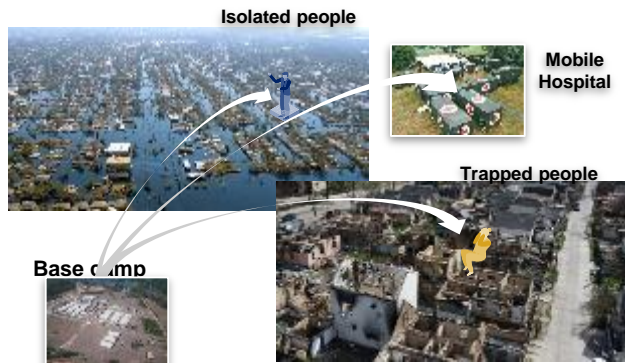 Isolated people
Mobile
Hospital
Trapped people
Base camp